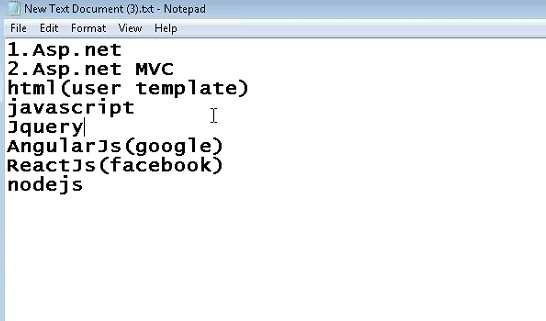 New Text Document (3).txt - Notepad
File Edit Format View Help
1.Asp.net
2.Asp.net MVC
html(user template)
javascript
Jquery
AngularJs(google)
ReactJs(facebook)
nodejs